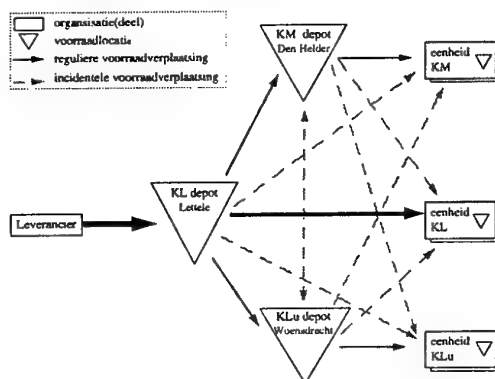 organisatie(deel)
voorraadlocatie
reguliere voorraadverplaatsing
incidentele voorraadverplaatsing
KM depot
Den Helder
eenheid
KM
KL depot
Lettele
Leverancier
eenheid
KL
KLu depot
Woensdrecht
eenheid
KLu